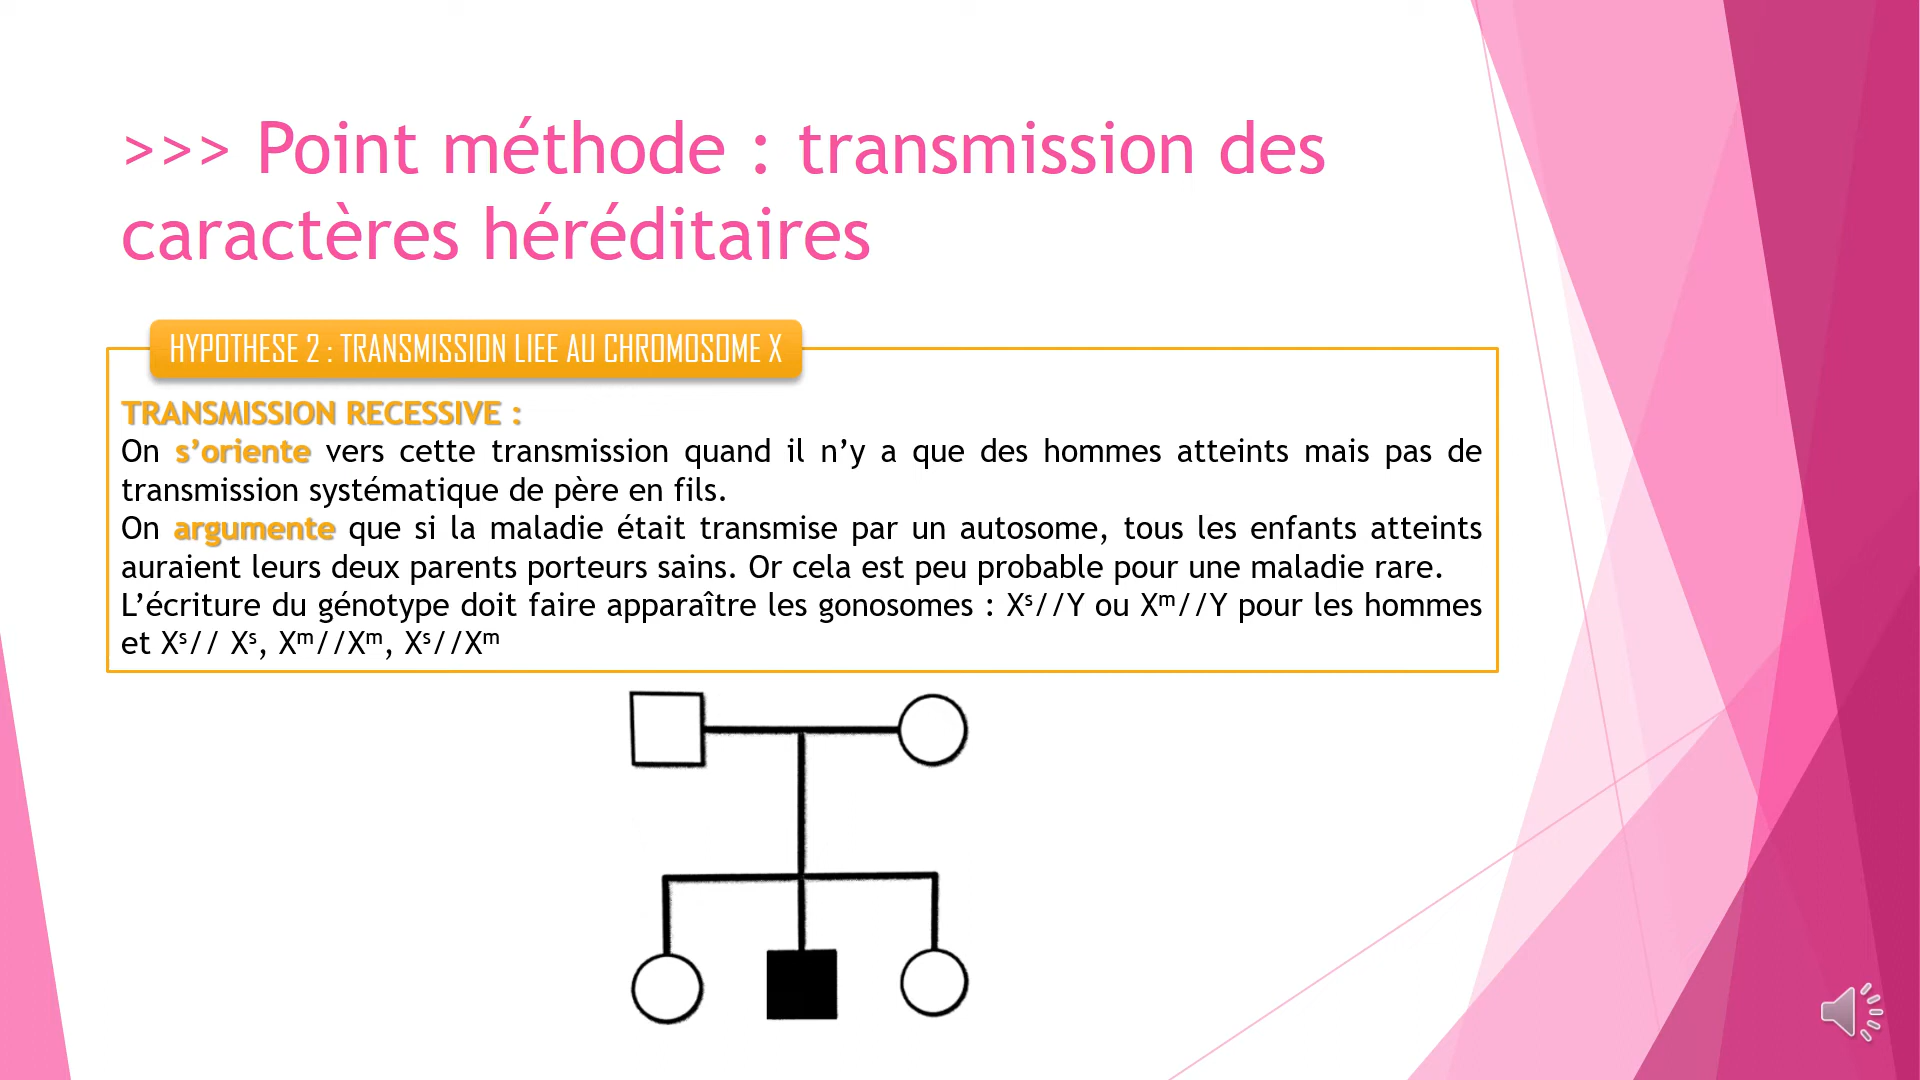 >>> Point méthode : transmission des
caractères héréditaires
HYPOTHESE 2 : TRANSMISSION LIEE AU CHROMOSOME X
TRANSMISSION RECESSIVE :
On s’oriente vers cette transmission quand il n’y a que des hommes atteints mais pas de
transmission systématique de père en fils.
On argumente que si la maladie était transmise par un autosome, tous les enfants atteints
auraient leurs deux parents porteurs sains. Or cela est peu probable pour une maladie rare.
L’écriture du génotype doit faire apparaître les gonosomes : Xˢ//Y ou Xᵐ//Y pour les hommes
et Xˢ// Xˢ, Xᵐ//Xᵐ, Xˢ//Xᵐ